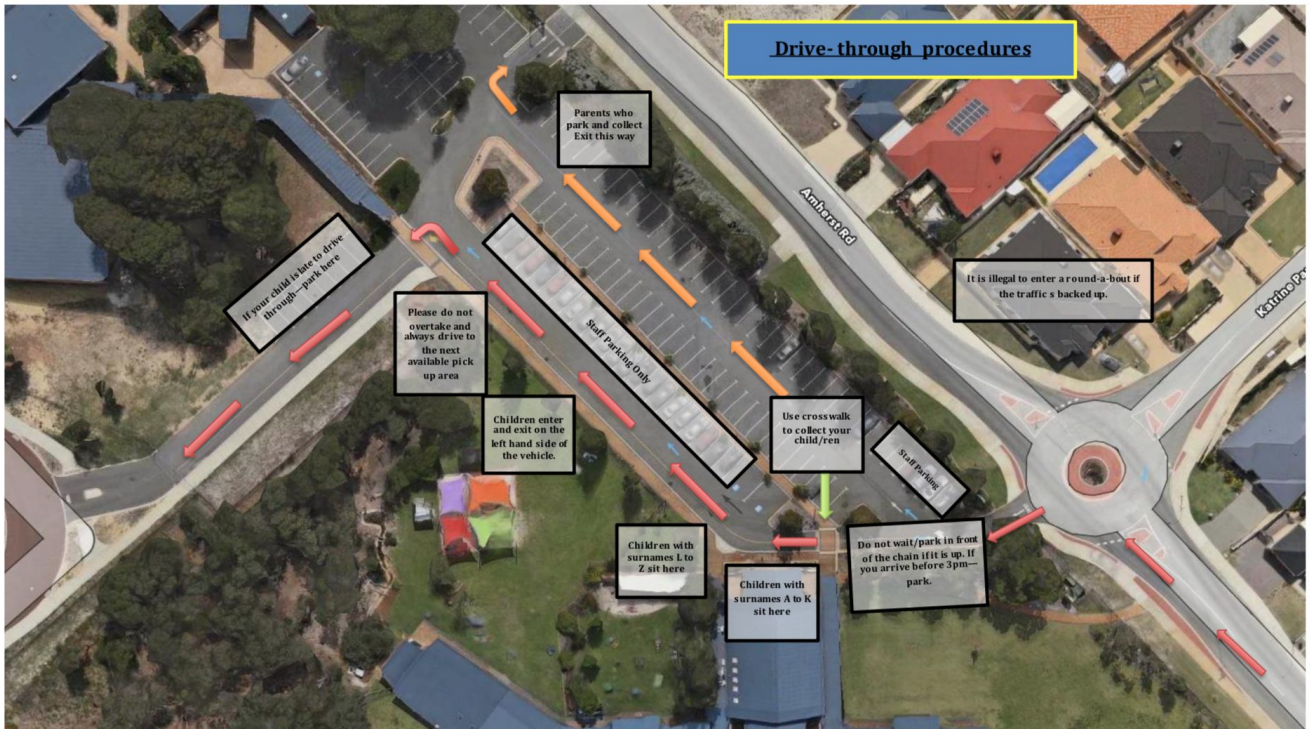 Drive- through procedures
Parents who
park and collect
Exit this way
Amherst Rd
It is illegal to enter a round-a-bout if
the traffic s backed up.
If your child is late to drive
through—park here
Please do not
overtake and
always drive to
the next
available pick
up area
Staff Parking Only
Children enter
and exit on the
left hand side of
the vehicle.
Use crosswalk
to collect your
child/ren
Staff Parking
Children with
surnames L to
Z sit here
Children with
surnames A to K
sit here
Do not wait/park in front
of the chain if it is up. If
you arrive before 3pm—
park.
Katrine